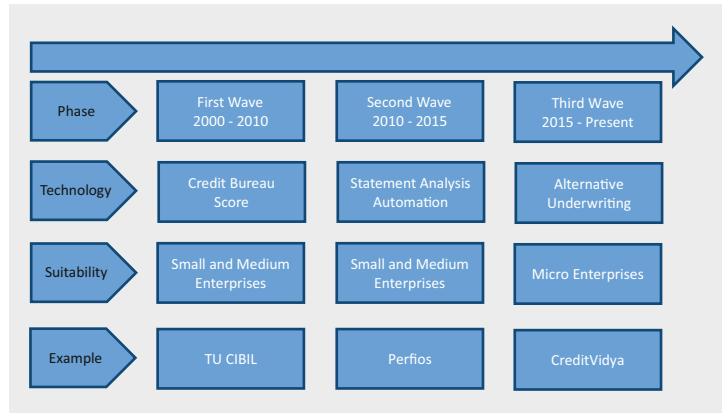 Phase
First Wave
2000 - 2010
Second Wave
2010 - 2015
Third Wave
2015 - Present
Technology
Credit Bureau
Score
Statement Analysis
Automation
Alternative
Underwriting
Suitability
Small and Medium
Enterprises
Small and Medium
Enterprises
Micro Enterprises
Example
TU CIBIL
Perfios
CreditVidya